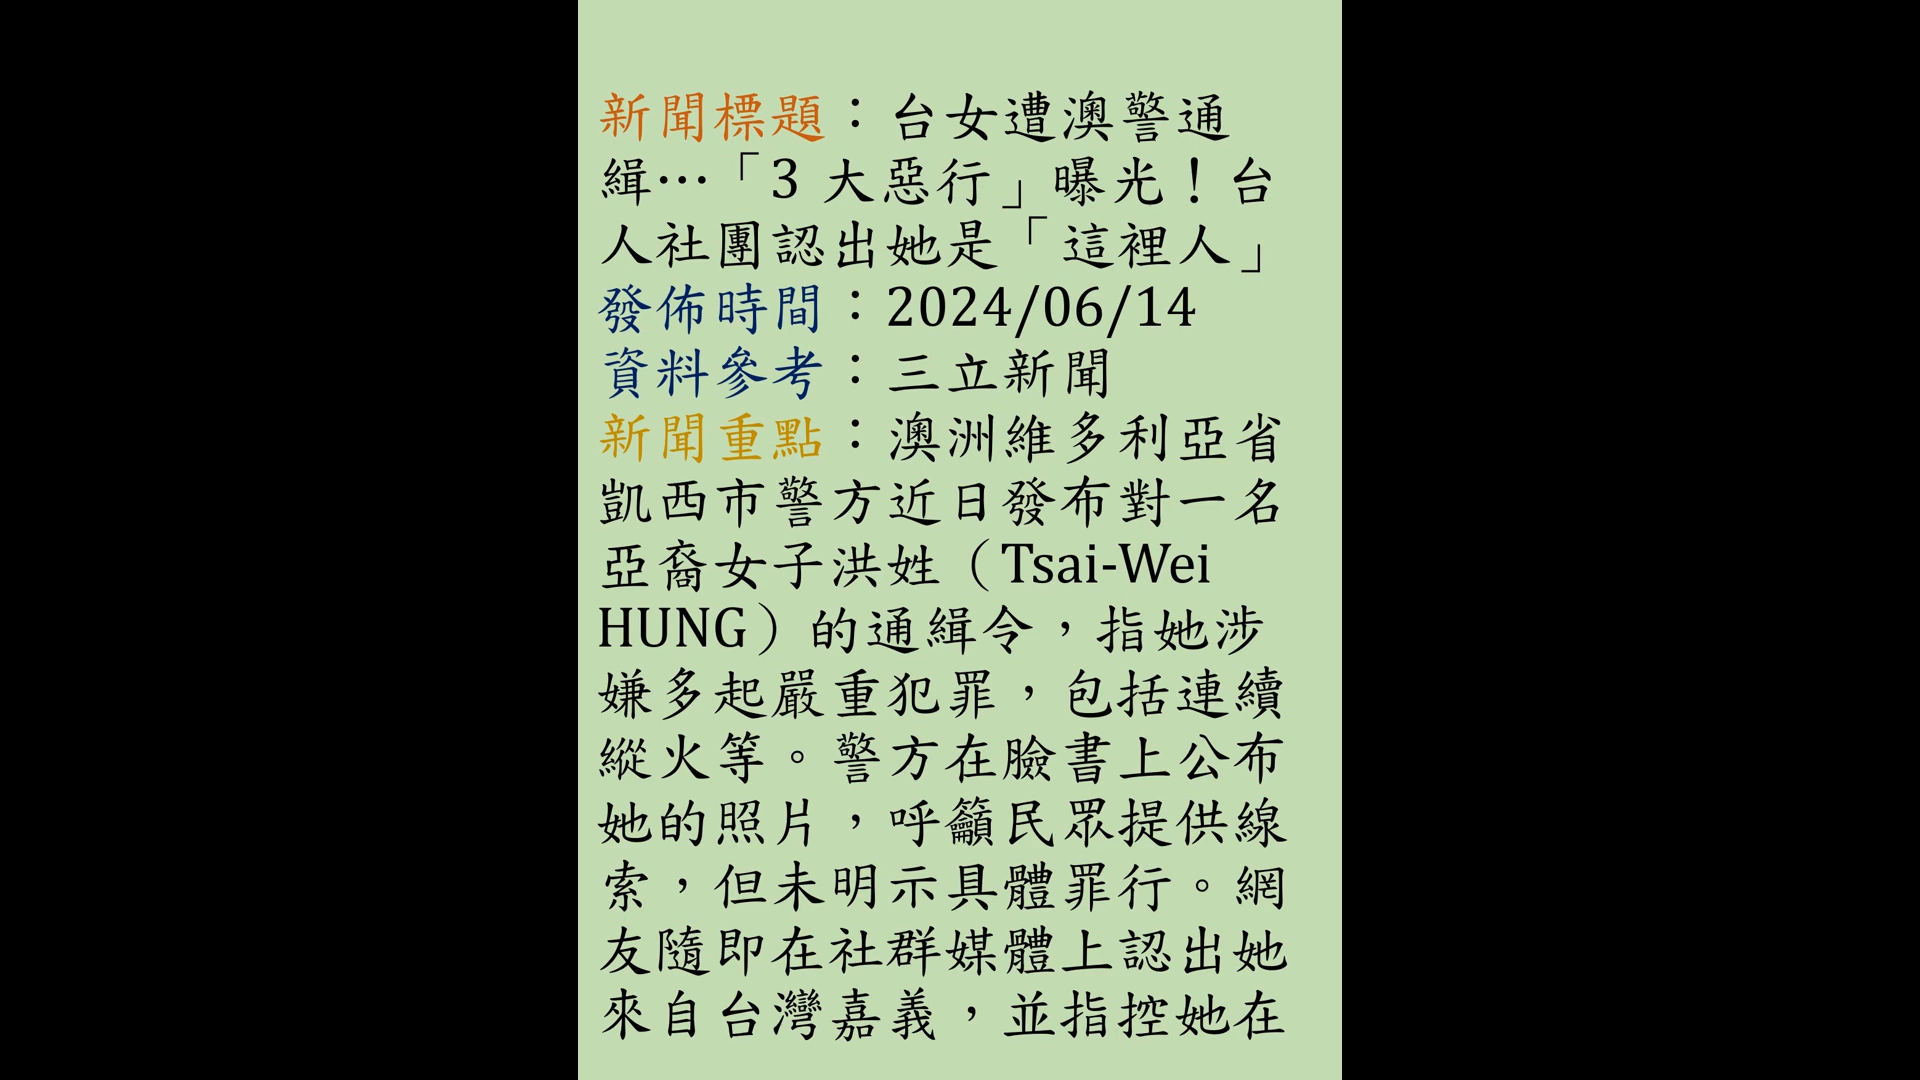 新聞標題：台女遭澳警通
緝…「3 大惡行」曝光！台
人社團認出她是「這裡人」
發佈時間：2024/06/14
資料參考：三立新聞
新聞重點：澳洲維多利亞省
凱西市警方近日發布對一名
亞裔女子洪姓（Tsai-Wei
HUNG）的通緝令，指她涉
嫌多起嚴重犯罪，包括連續
縱火等。警方在臉書上公布
她的照片，呼籲民眾提供線
索，但未明示具體罪行。網
友隨即在社群媒體上認出她
來自台灣嘉義，並指控她在